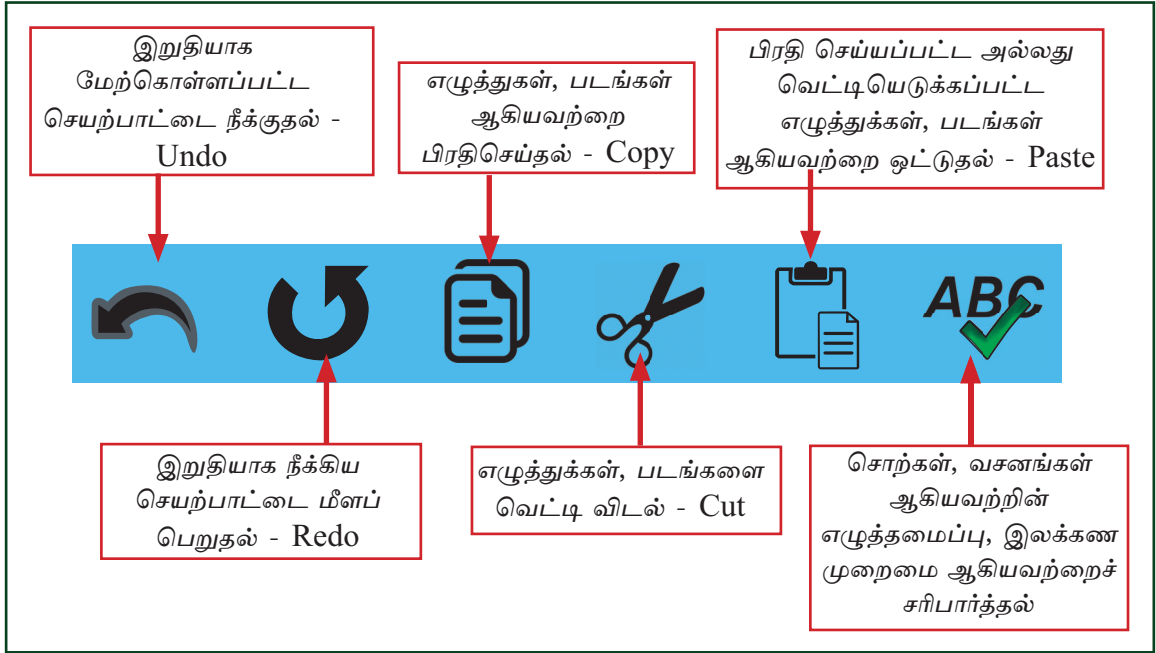 இறுதியாக
மேற்கொள்ளப்பட்ட
செயற்பாட்டை நீக்குதல் -
Undo
எழுத்துகள், படங்கள்
ஆகியவற்றை
பிரதிசெய்தல் - Copy
பிரதி செய்யப்பட்ட அல்லது
வெட்டியெடுக்கப்பட்ட
எழுத்துக்கள், படங்கள்
ஆகியவற்றை ஒட்டுதல் - Paste
ABC
இறுதியாக நீக்கிய
செயற்பாட்டை மீளப்
பெறுதல் - Redo
எழுத்துக்கள், படங்களை
வெட்டி விடல் - Cut
சொற்கள், வசனங்கள்
ஆகியவற்றின்
எழுத்தமைப்பு, இலக்கண
முறைமை ஆகியவற்றைச்
சரிபார்த்தல்